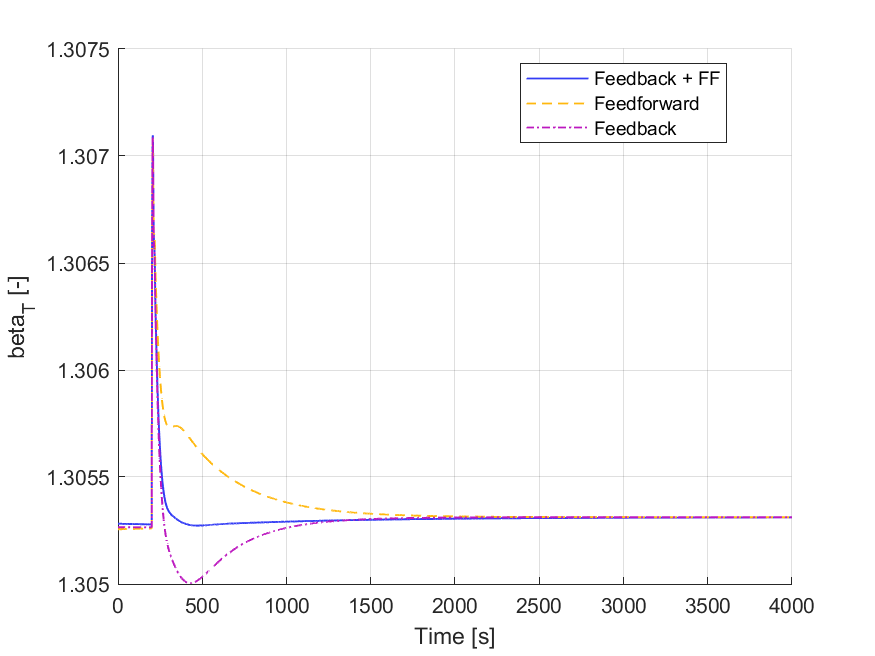 1.3075
1.307
1.3065
1.306
1.3055
1.305
beta_T [-]
0 500 1000 1500 2000 2500 3000 3500 4000
Time [s]
Feedback + FF
Feedforward
Feedback